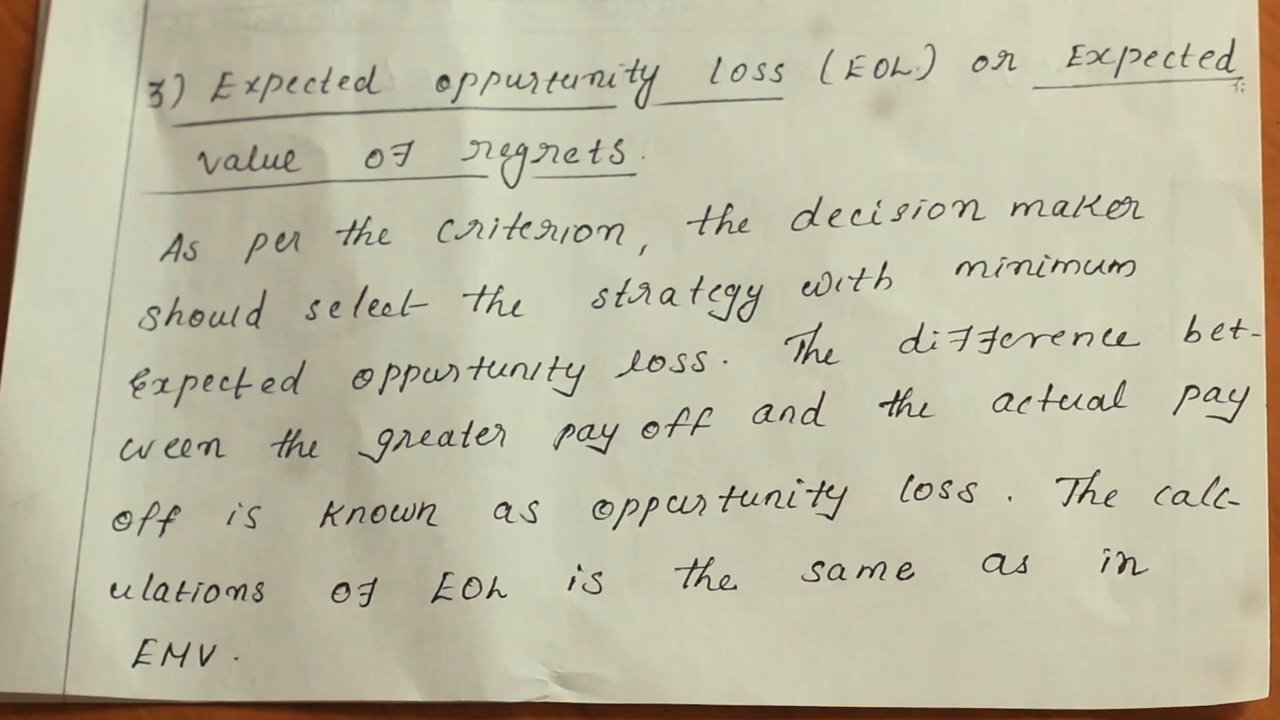 3) Expected oppurtunity loss (EOL) or Expected
value of regrets.
As per the criterion, the decision maker
should select the strategy with minimum
Expected oppurtunity loss. The difference bet-
ween the greater pay off and the actual pay
off is known as oppurtunity loss. The calc-
ulations of EOL is the same as in
EMV.